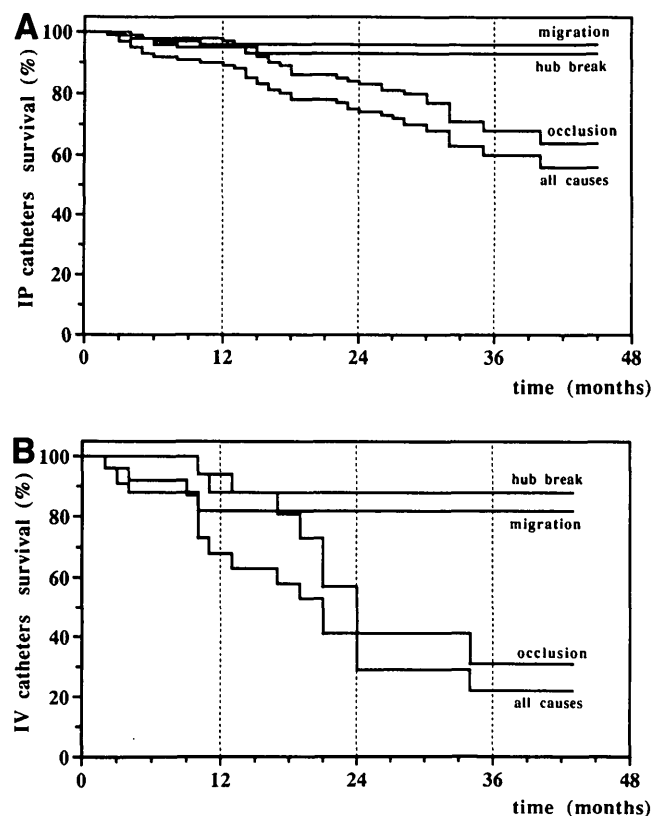 A
IP catheters survival (%)
100
80
60
40
20
0
migration
hub break
occlusion
all causes
0 12 24 36 48
time (months)
B
IV catheters survival (%)
100
80
60
40
20
0
hub break
migration
occlusion
all causes
0 12 24 36 48
time (months)